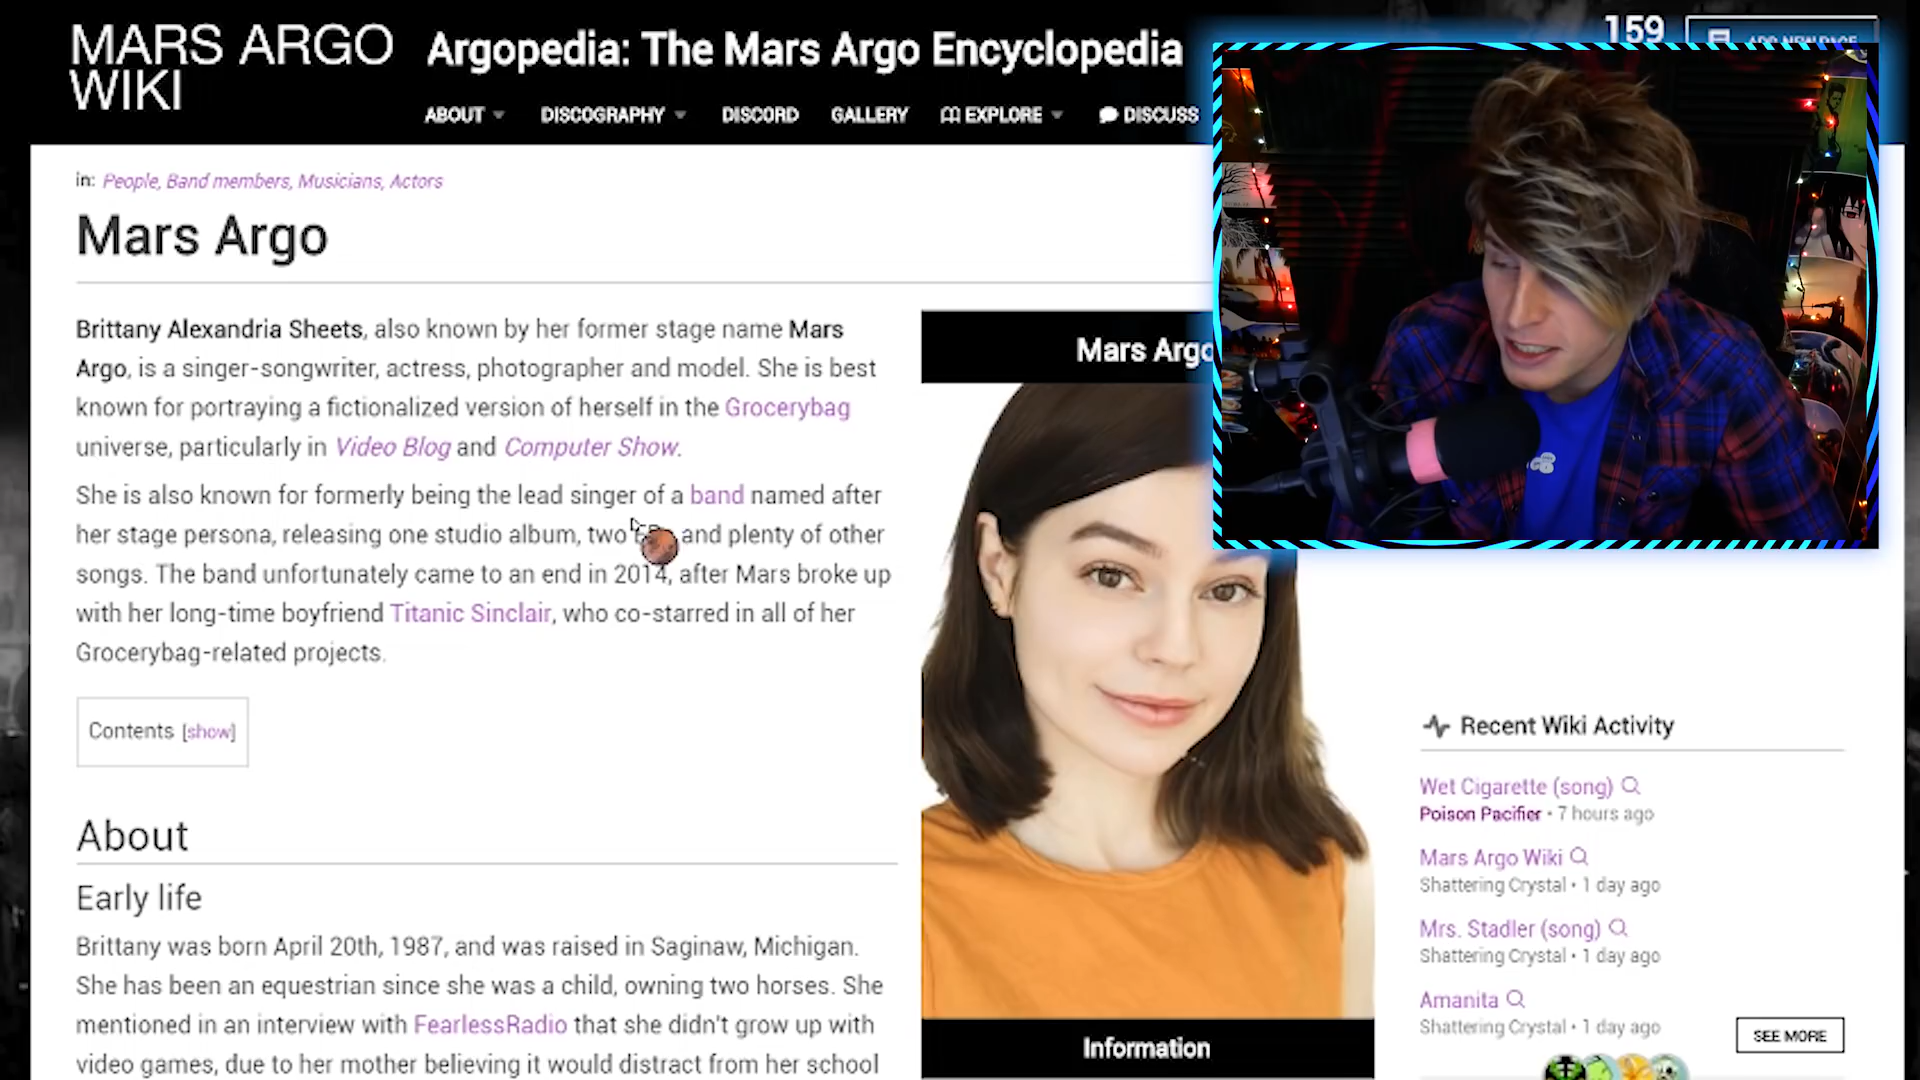 MARS ARGO
WIKI
Argopedia: The Mars Argo Encyclopedia
159
ABOUT
DISCOGRAPHY
DISCORD
GALLERY
EXPLORE
DISCUSS
in: People, Band members, Musicians, Actors
Mars Argo
Brittany Alexandria Sheets, also known by her former stage name Mars
Argo, is a singer-songwriter, actress, photographer and model. She is best
known for portraying a fictionalized version of herself in the Grocerybag
universe, particularly in Video Blog and Computer Show.
She is also known for formerly being the lead singer of a band named after
her stage persona, releasing one studio album, two and plenty of other
songs. The band unfortunately came to an end in 2014, after Mars broke up
with her long-time boyfriend Titanic Sinclair, who co-starred in all of her
Grocerybag-related projects.
Contents [show]
About
Early life
Brittany was born April 20th, 1987, and was raised in Saginaw, Michigan.
She has been an equestrian since she was a child, owning two horses. She
mentioned in an interview with FearlessRadio that she didn't grow up with
video games, due to her mother believing it would distract from her school
Mars Argo
Information
Recent Wiki Activity
Wet Cigarette (song)
Poison Pacifier • 7 hours ago
Mars Argo Wiki
Shattering Crystal • 1 day ago
Mrs. Stadler (song)
Shattering Crystal • 1 day ago
Amanita
Shattering Crystal • 1 day ago
SEE MORE